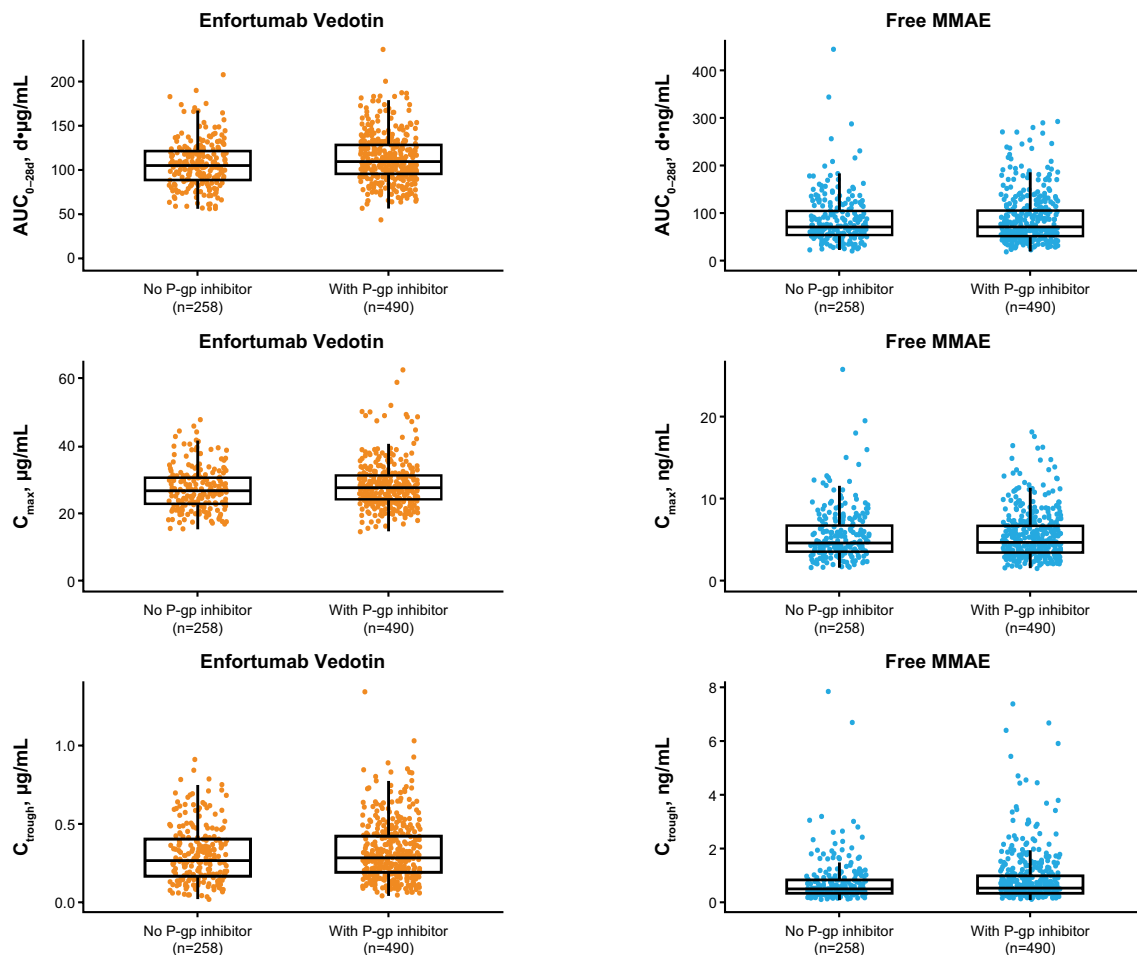 Enfortumab Vedotin
AUC0–28d, d•µg/mL
200
150
100
50
0
No P-gp inhibitor
(n=258)
With P-gp inhibitor
(n=490)
Free MMAE
AUC0–28d, d•ng/mL
400
300
200
100
0
No P-gp inhibitor
(n=258)
With P-gp inhibitor
(n=490)
Enfortumab Vedotin
Cmax, µg/mL
60
40
20
0
No P-gp inhibitor
(n=258)
With P-gp inhibitor
(n=490)
Free MMAE
Cmax, ng/mL
20
10
0
No P-gp inhibitor
(n=258)
With P-gp inhibitor
(n=490)
Enfortumab Vedotin
Ctrough, µg/mL
1.0
0.5
0.0
No P-gp inhibitor
(n=258)
With P-gp inhibitor
(n=490)
Free MMAE
Ctrough, ng/mL
8
6
4
2
0
No P-gp inhibitor
(n=258)
With P-gp inhibitor
(n=490)